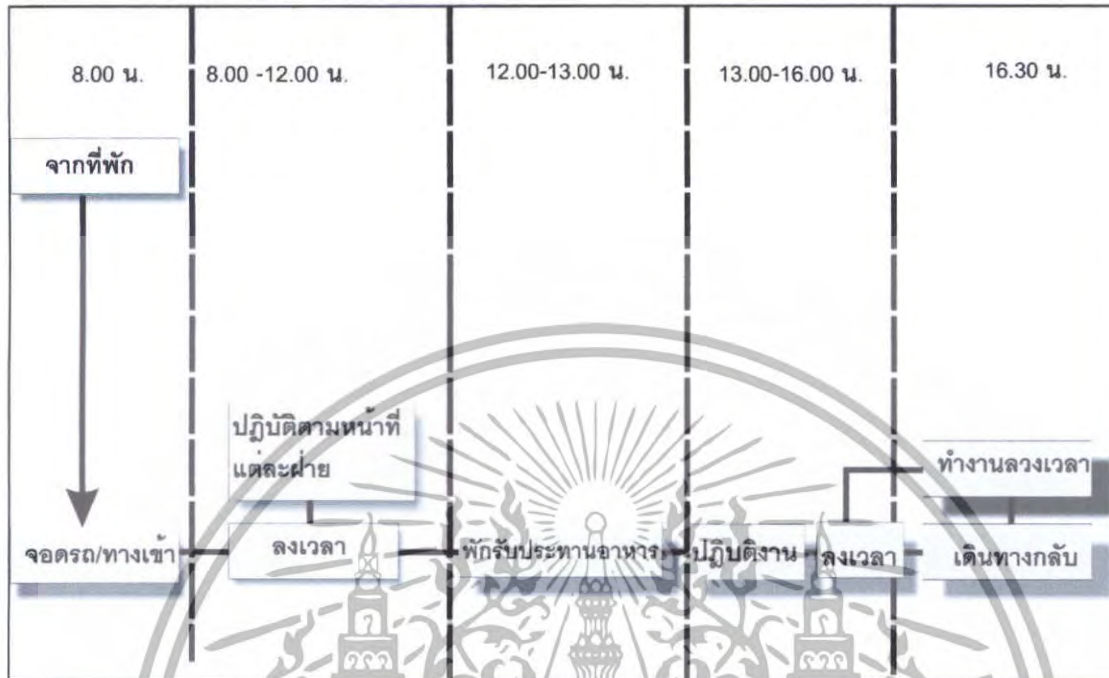 8.00 น.
8.00 -12.00 น.
12.00-13.00 น.
13.00-16.00 น.
16.30 น.
จากที่พัก
ปฏิบัติตามหน้าที่
แต่ละฝ่าย
ทำงานลวงเวลา
จอดรถ/ทางเข้า
ลงเวลา
พักรับประทานอาหาร
ปฏิบติงาน
ลงเวลา
เดินทางกลับ